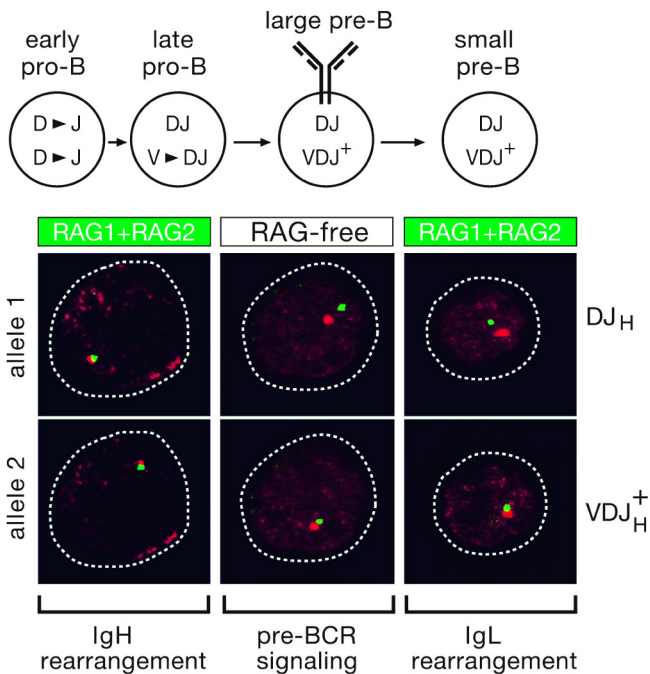 early pro-B
late pro-B
large pre-B
small pre-B
D ► J
D ► J
DJ
V ► DJ
DJ
VDJ+
DJ
VDJ+
RAG1+RAG2
RAG-free
RAG1+RAG2
allele 1
DJH
allele 2
VDJH+
IgH rearrangement
pre-BCR signaling
IgL rearrangement